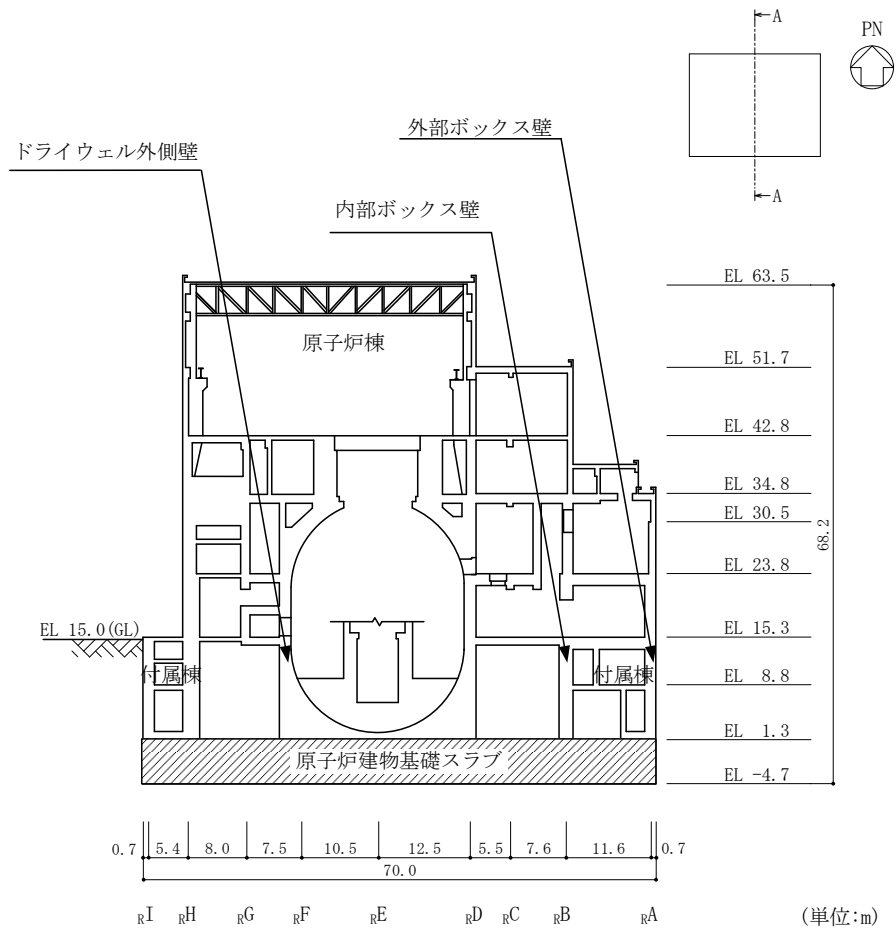 A
PN
A
外部ボックス壁
ドライウェル外側壁
内部ボックス壁
EL 63.5
原子炉棟
EL 51.7
EL 42.8
EL 34.8
EL 30.5
68.2
EL 23.8
EL 15.0(GL)
EL 15.3
付属棟
付属棟
EL 8.8
EL 1.3
原子炉建物基礎スラブ
EL -4.7
0.7 5.4 8.0 7.5 10.5 12.5 5.5 7.6 11.6 0.7
70.0
RI RH RG RF RE RD RC RB RA
(単位:m)